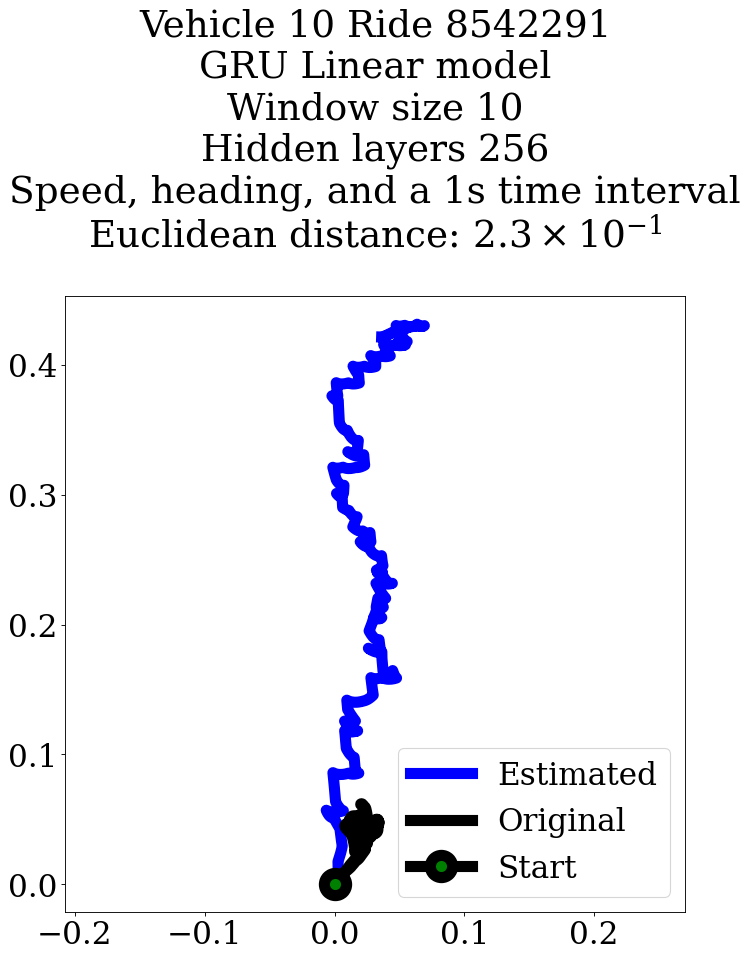 Vehicle 10 Ride 8542291
GRU Linear model
Window size 10
Hidden layers 256
Speed, heading, and a 1s time interval
Euclidean distance: 2.3 × 10⁻¹
0.4
0.3
0.2
0.1
0.0
Estimated
Original
Start
−0.2 −0.1 0.0 0.1 0.2